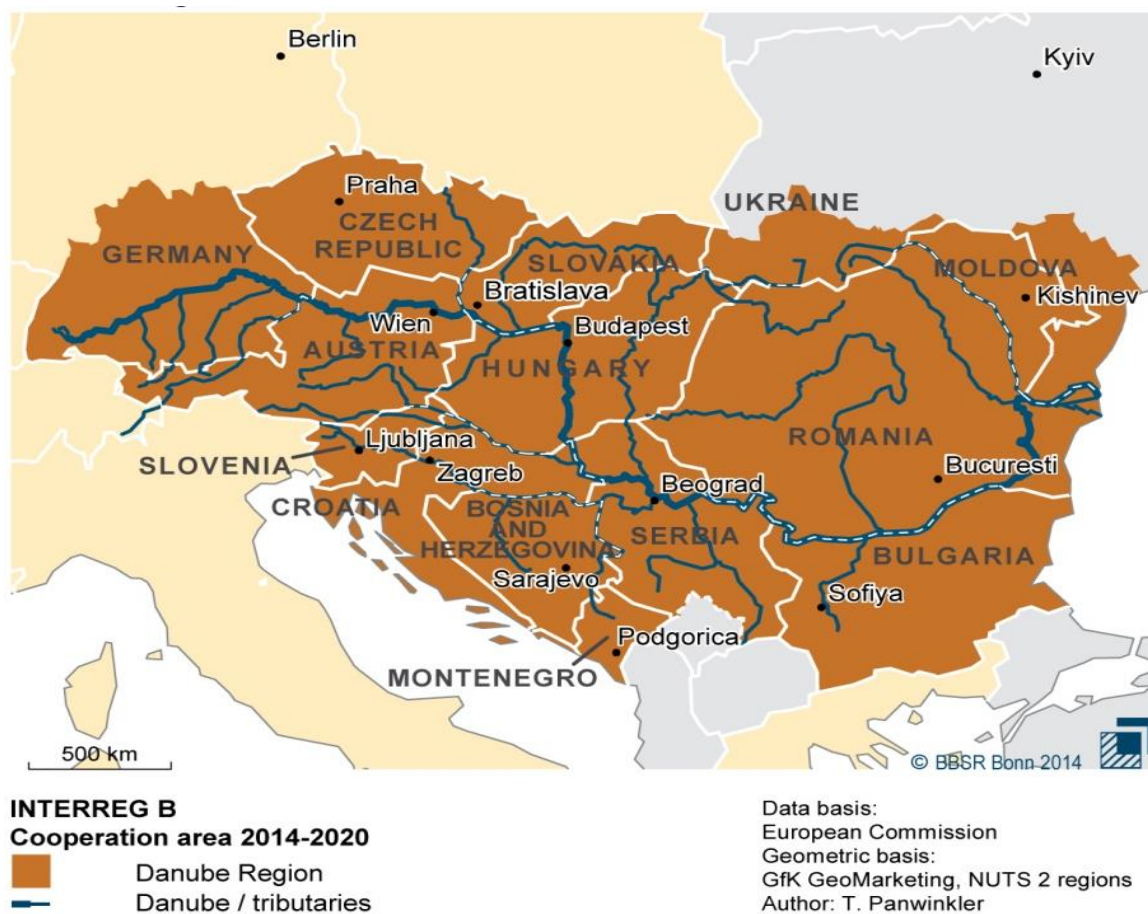 Berlin
Kyiv
Praha
UKRAINE
CZECH
REPUBLIC
GERMANY
SLOVAKIA
MOLDOVA
Bratislava
Kishinev
Wien
Budapest
AUSTRIA
HUNGARY
ROMANIA
Ljubljana
SLOVENIA
Zagreb
Bucuresti
Beograd
CROATIA
BOSNIA
AND
HERZEGOVINA
SERBIA
BULGARIA
Sarajevo
Sofiya
Podgorica
MONTENEGRO
500 km
© BBSR Bonn 2014
INTERREG B
Cooperation area 2014-2020
Danube Region
Danube / tributaries
Data basis:
European Commission
Geometric basis:
GfK GeoMarketing, NUTS 2 regions
Author: T. Panwinkler